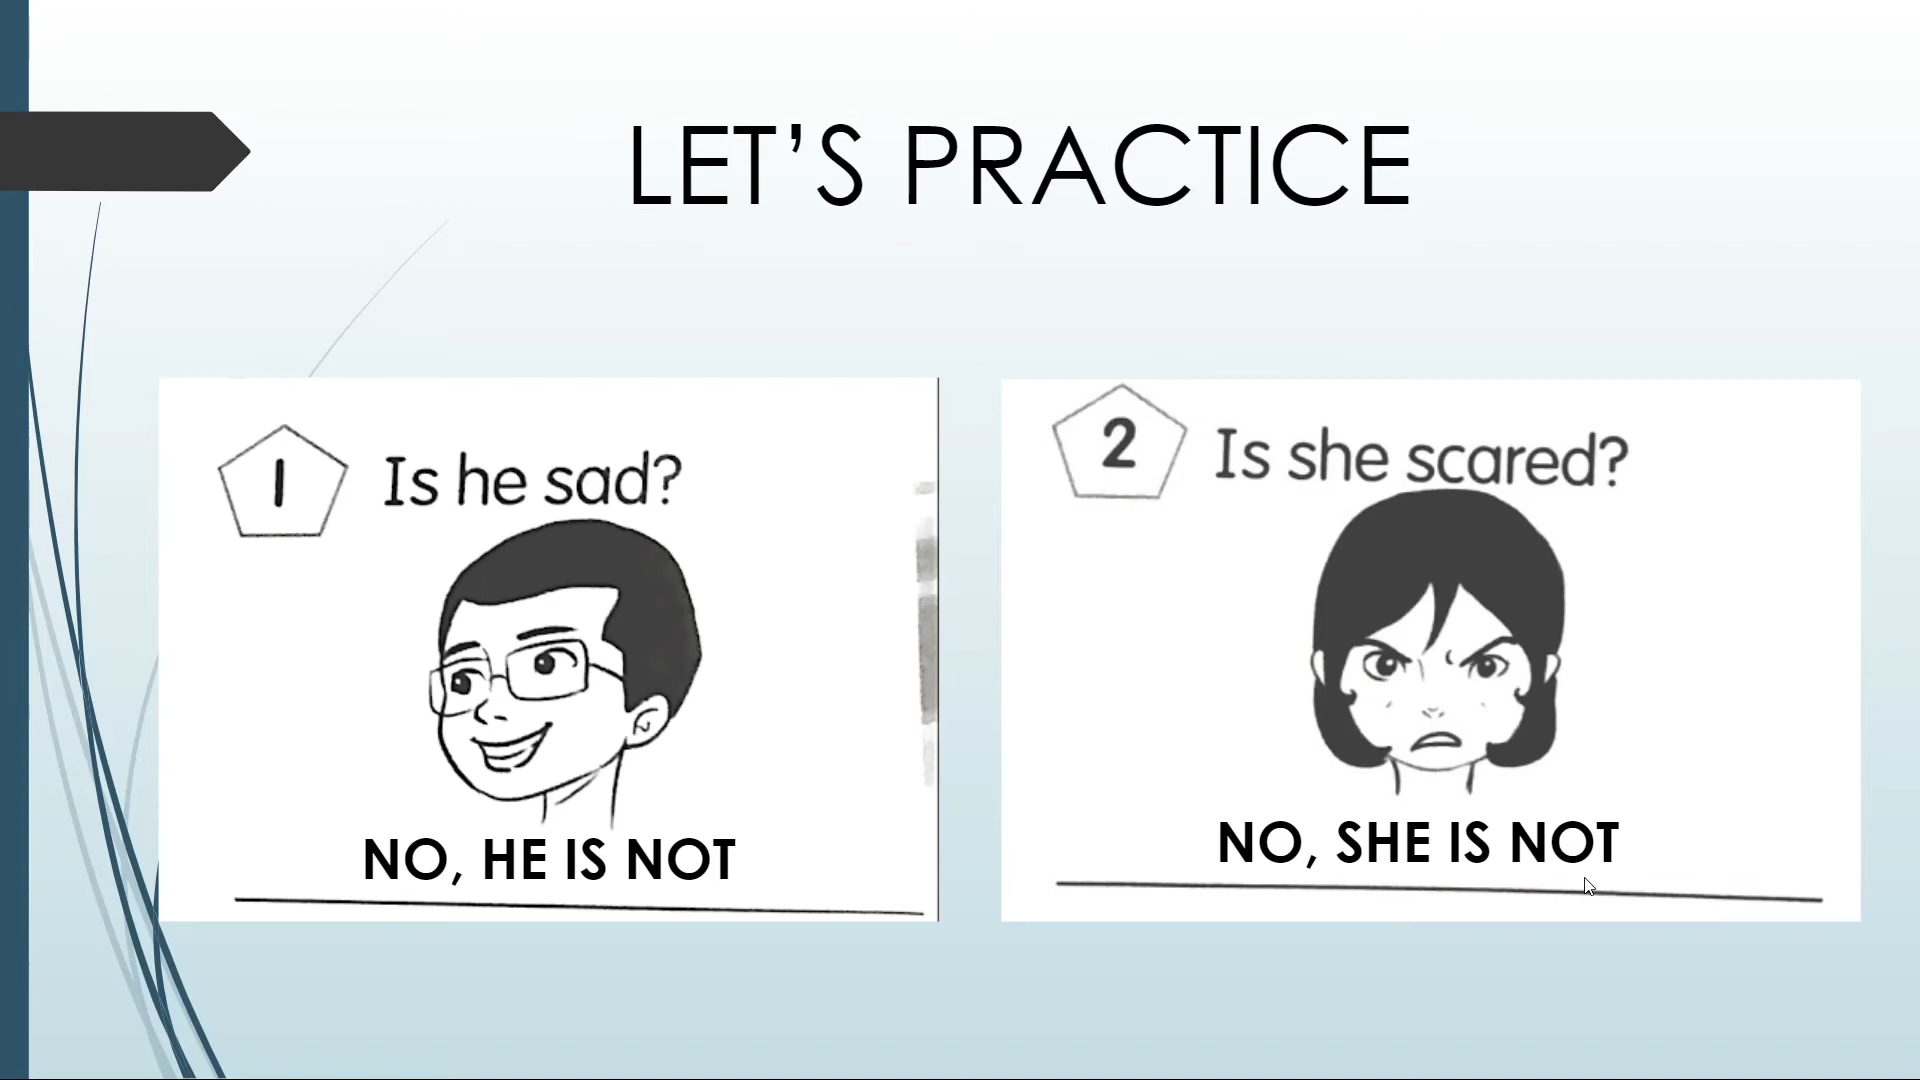 LET’S PRACTICE
1 Is he sad?
NO, HE IS NOT
2 Is she scared?
NO, SHE IS NOT